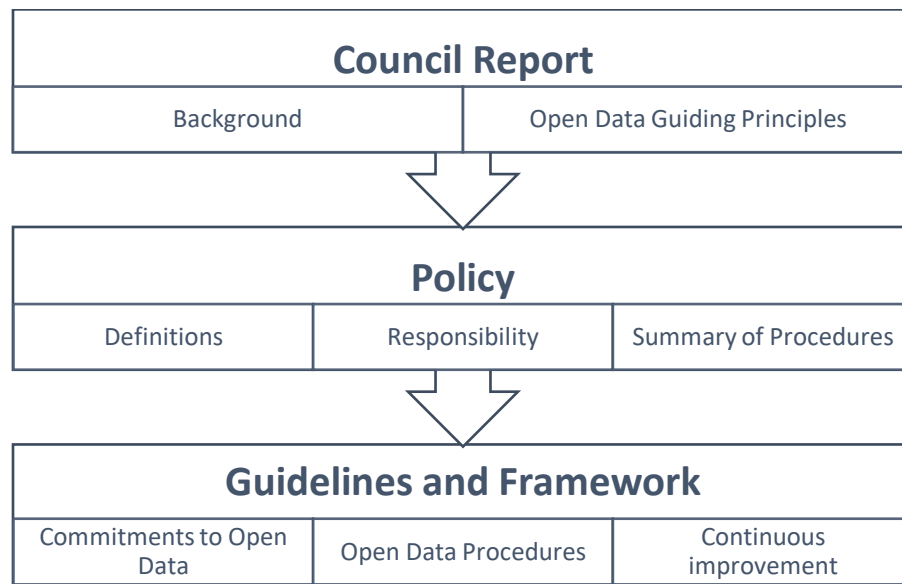 Council Report
Background
Open Data Guiding Principles
Policy
Definitions
Responsibility
Summary of Procedures
Guidelines and Framework
Commitments to Open
Data
Open Data Procedures
Continuous
improvement